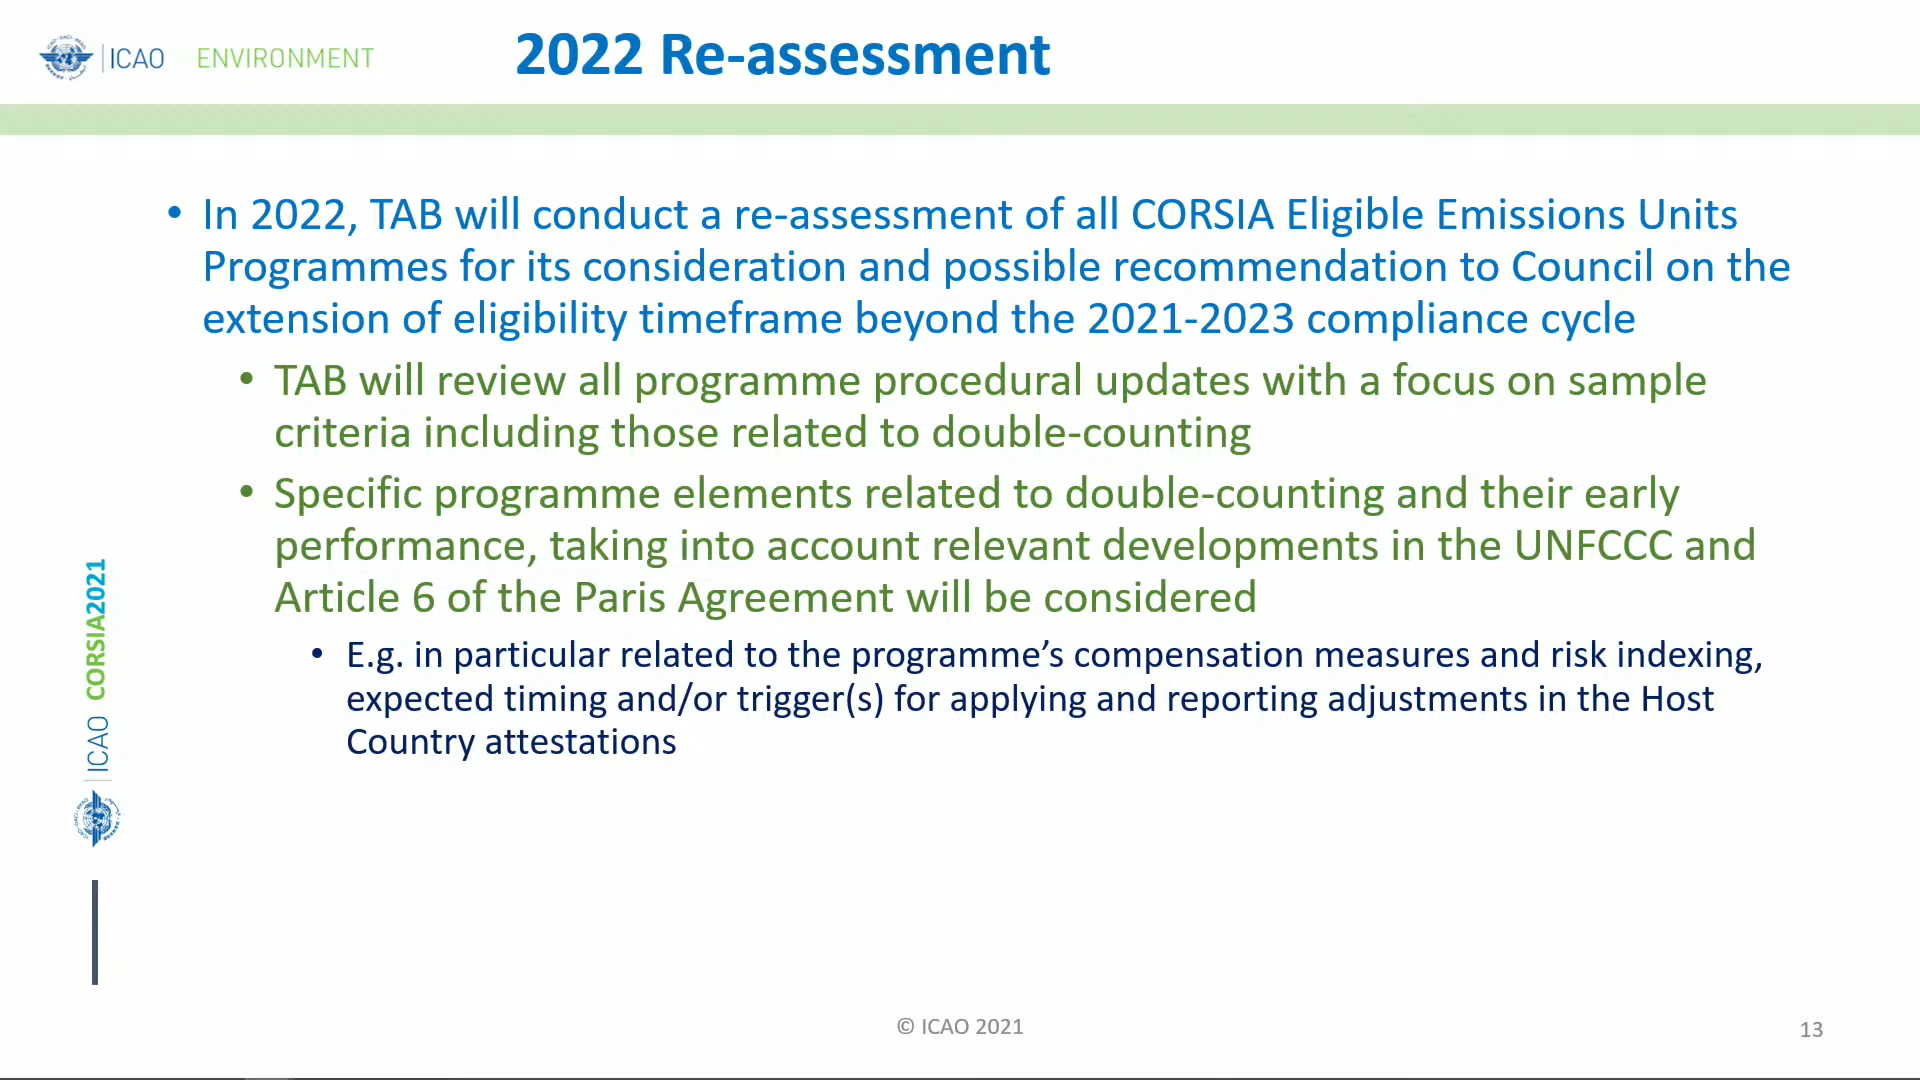 ICAO ENVIRONMENT
2022 Re-assessment
• In 2022, TAB will conduct a re-assessment of all CORSIA Eligible Emissions Units
Programmes for its consideration and possible recommendation to Council on the
extension of eligibility timeframe beyond the 2021-2023 compliance cycle
• TAB will review all programme procedural updates with a focus on sample
criteria including those related to double-counting
• Specific programme elements related to double-counting and their early
performance, taking into account relevant developments in the UNFCCC and
Article 6 of the Paris Agreement will be considered
• E.g. in particular related to the programme’s compensation measures and risk indexing,
expected timing and/or trigger(s) for applying and reporting adjustments in the Host
Country attestations
ICAO CORSIA2021
© ICAO 2021
13